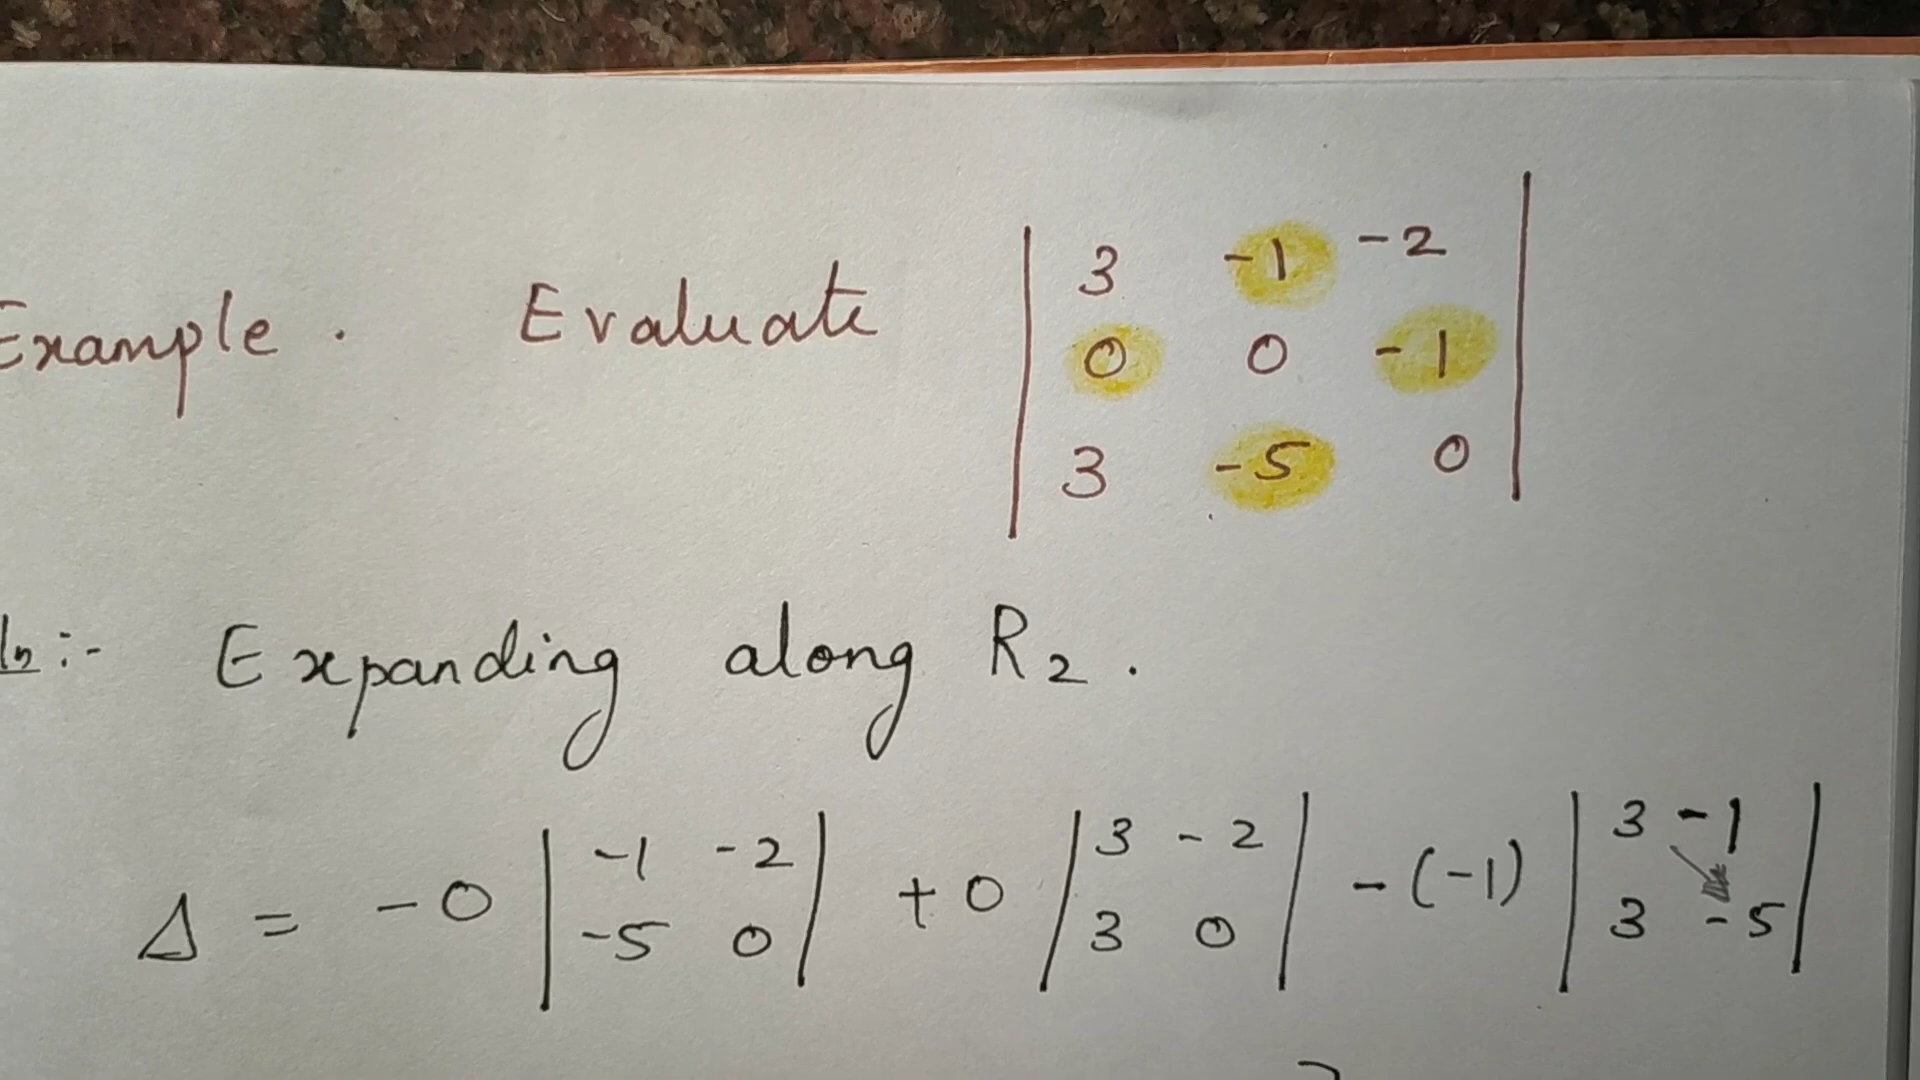 Example. Evaluate | 3 -1 -2 |
| 0 0 -1 |
| 3 -5 0 |
ln:- Expanding along R2.
Δ = -0 | -1 -2 | + 0 | 3 -2 | - (-1) | 3 -1 |
| -5 0 | | 3 0 | | 3 -5 |